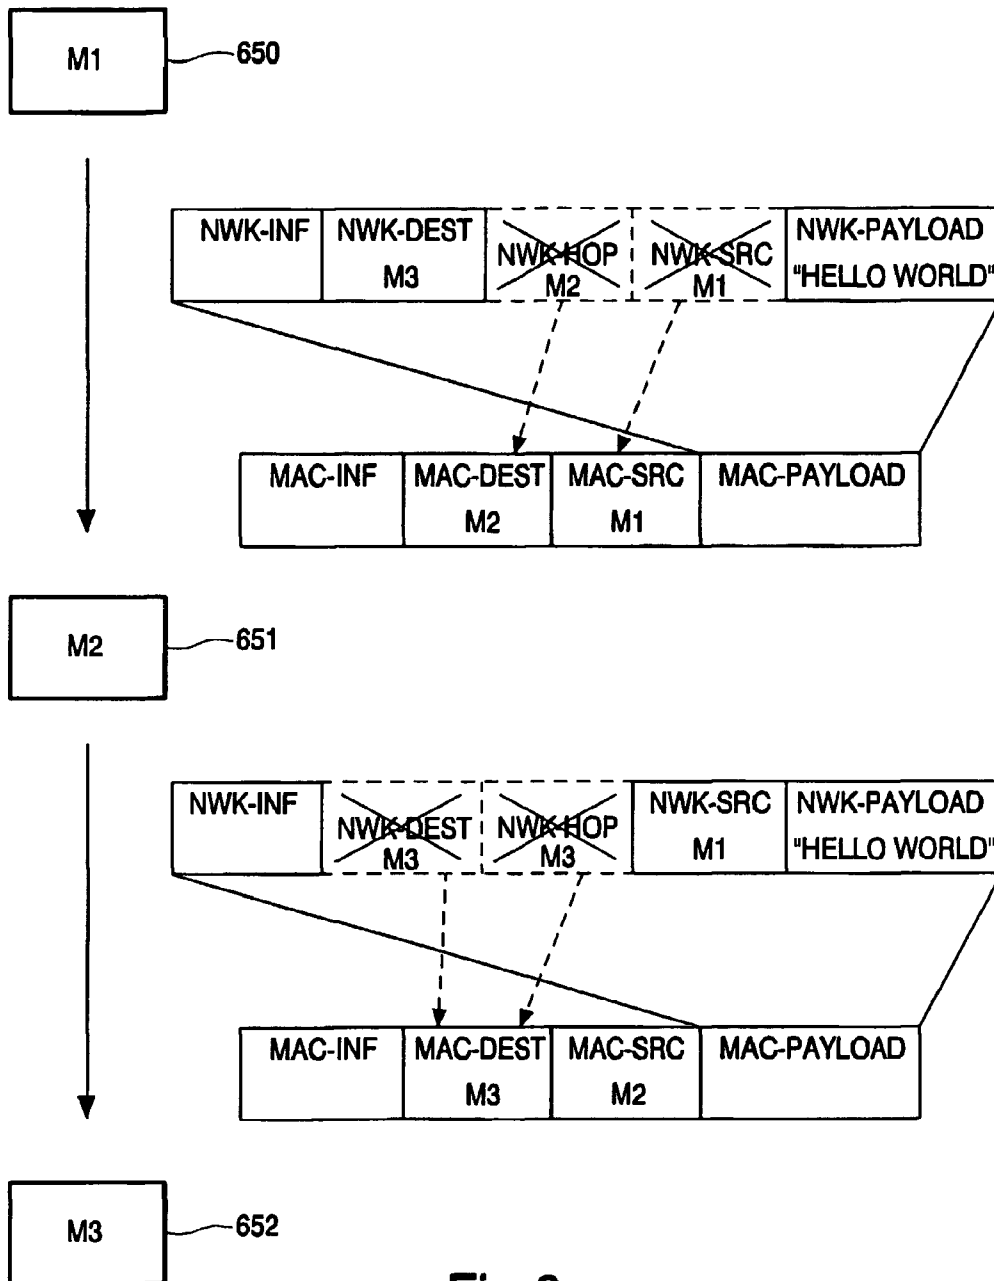 M1
650
NWK-INF
NWK-DEST
M3
NWK-HOP
M2
NWK-SRC
M1
NWK-PAYLOAD
"HELLO WORLD"
MAC-INF
MAC-DEST
M2
MAC-SRC
M1
MAC-PAYLOAD
M2
651
NWK-INF
NWK-DEST
M3
NWK-HOP
M3
NWK-SRC
M1
NWK-PAYLOAD
"HELLO WORLD"
MAC-INF
MAC-DEST
M3
MAC-SRC
M2
MAC-PAYLOAD
M3
652